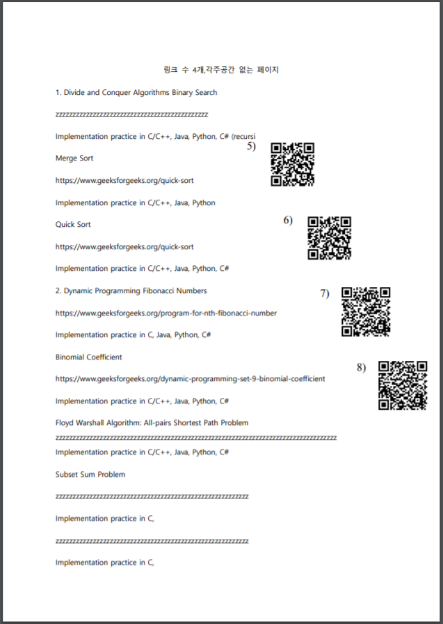 링크 수 4개,각주공간 없는 페이지
1. Divide and Conquer Algorithms Binary Search
Implementation practice in C/C++, Java, Python, C# (recursi
5)
Merge Sort
https://www.geeksforgeeks.org/quick-sort
Implementation practice in C/C++, Java, Python
6)
Quick Sort
https://www.geeksforgeeks.org/quick-sort
Implementation practice in C/C++, Java, Python, C#
2. Dynamic Programming Fibonacci Numbers
7)
https://www.geeksforgeeks.org/program-for-nth-fibonacci-number
Implementation practice in C, Java, Python, C#
Binomial Coefficient
8)
https://www.geeksforgeeks.org/dynamic-programming-set-9-binomial-coefficient
Implementation practice in C/C++, Java, Python, C#
Floyd Warshall Algorithm: All-pairs Shortest Path Problem
Implementation practice in C/C++, Java, Python, C#
Subset Sum Problem
Implementation practice in C,
Implementation practice in C,